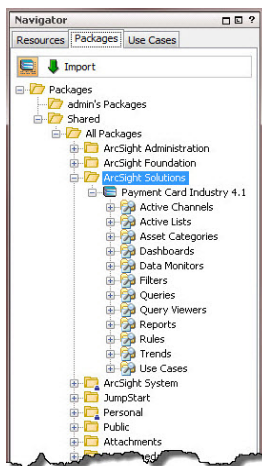 Navigator
Resources Packages Use Cases
Import
Packages
admin's Packages
Shared
All Packages
ArcSight Administration
ArcSight Foundation
ArcSight Solutions
Payment Card Industry 4.1
Active Channels
Active Lists
Asset Categories
Dashboards
Data Monitors
Filters
Queries
Query Viewers
Reports
Rules
Trends
Use Cases
ArcSight System
JumpStart
Personal
Public
Attachments